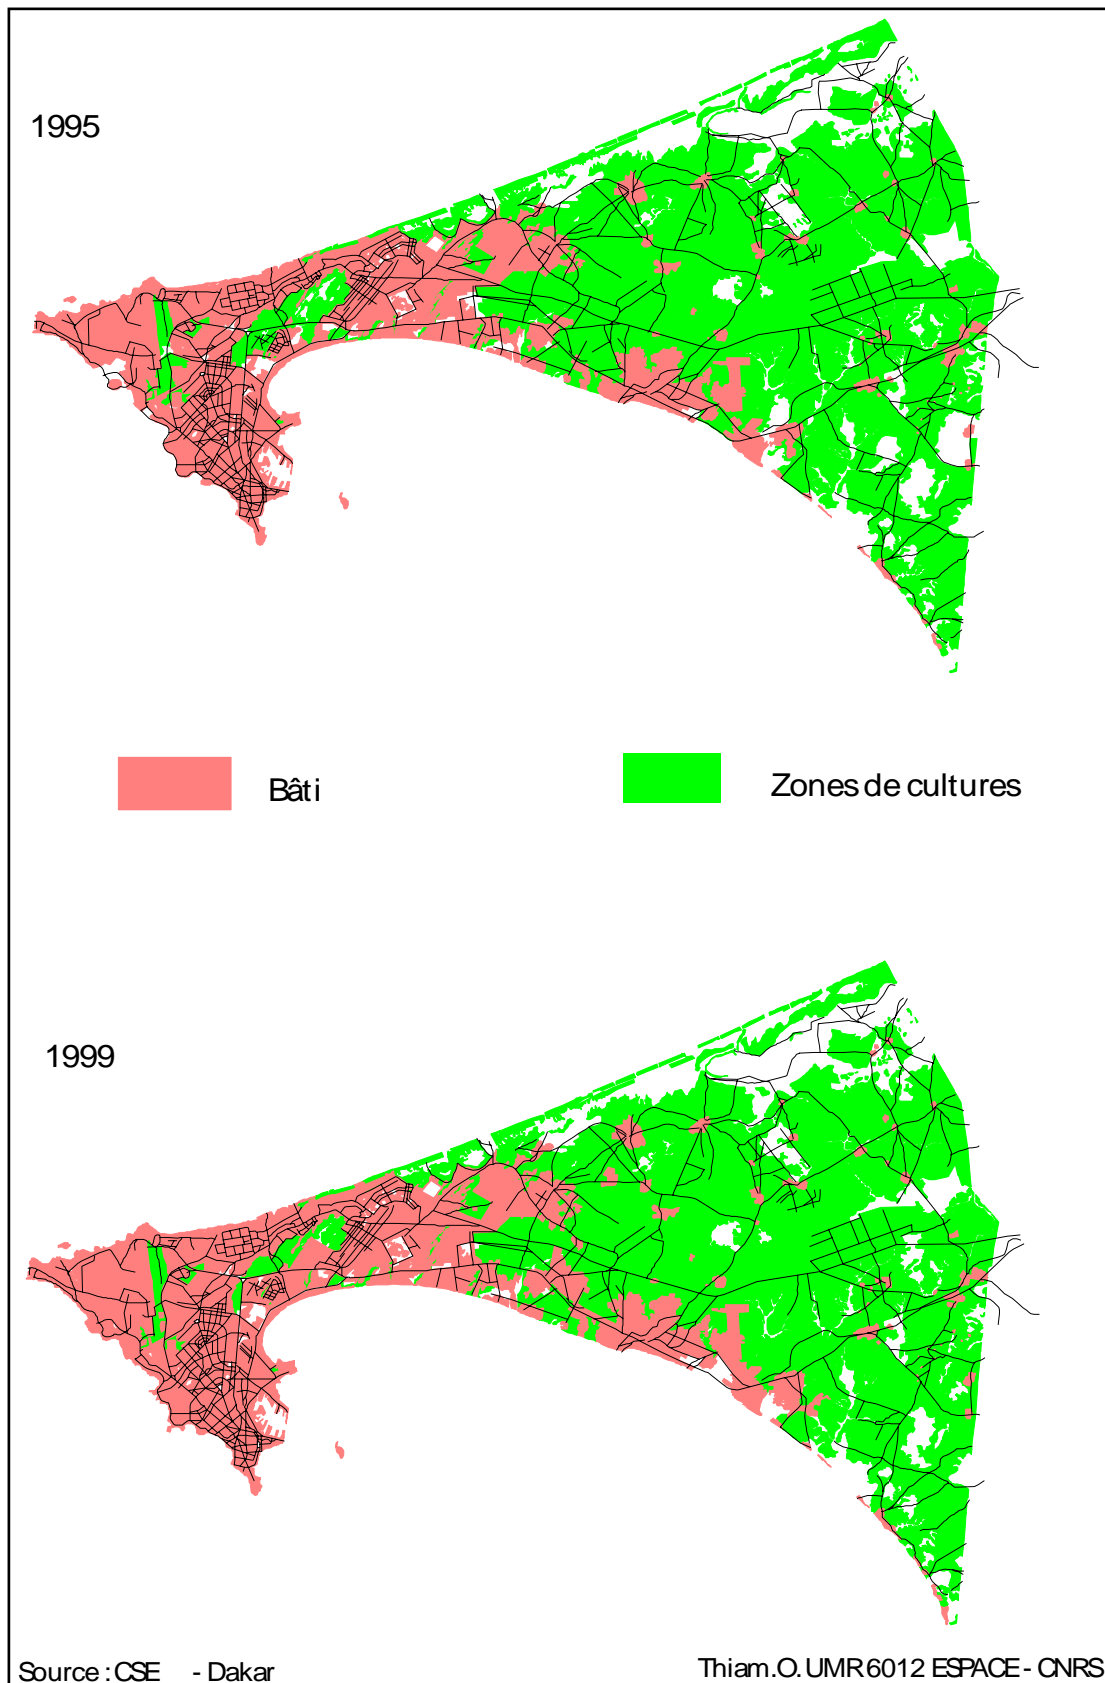 1995
Bâti
Zones de cultures
1999
Source : CSE - Dakar
Thiam.O. UMR 6012 ESPACE - CNRS